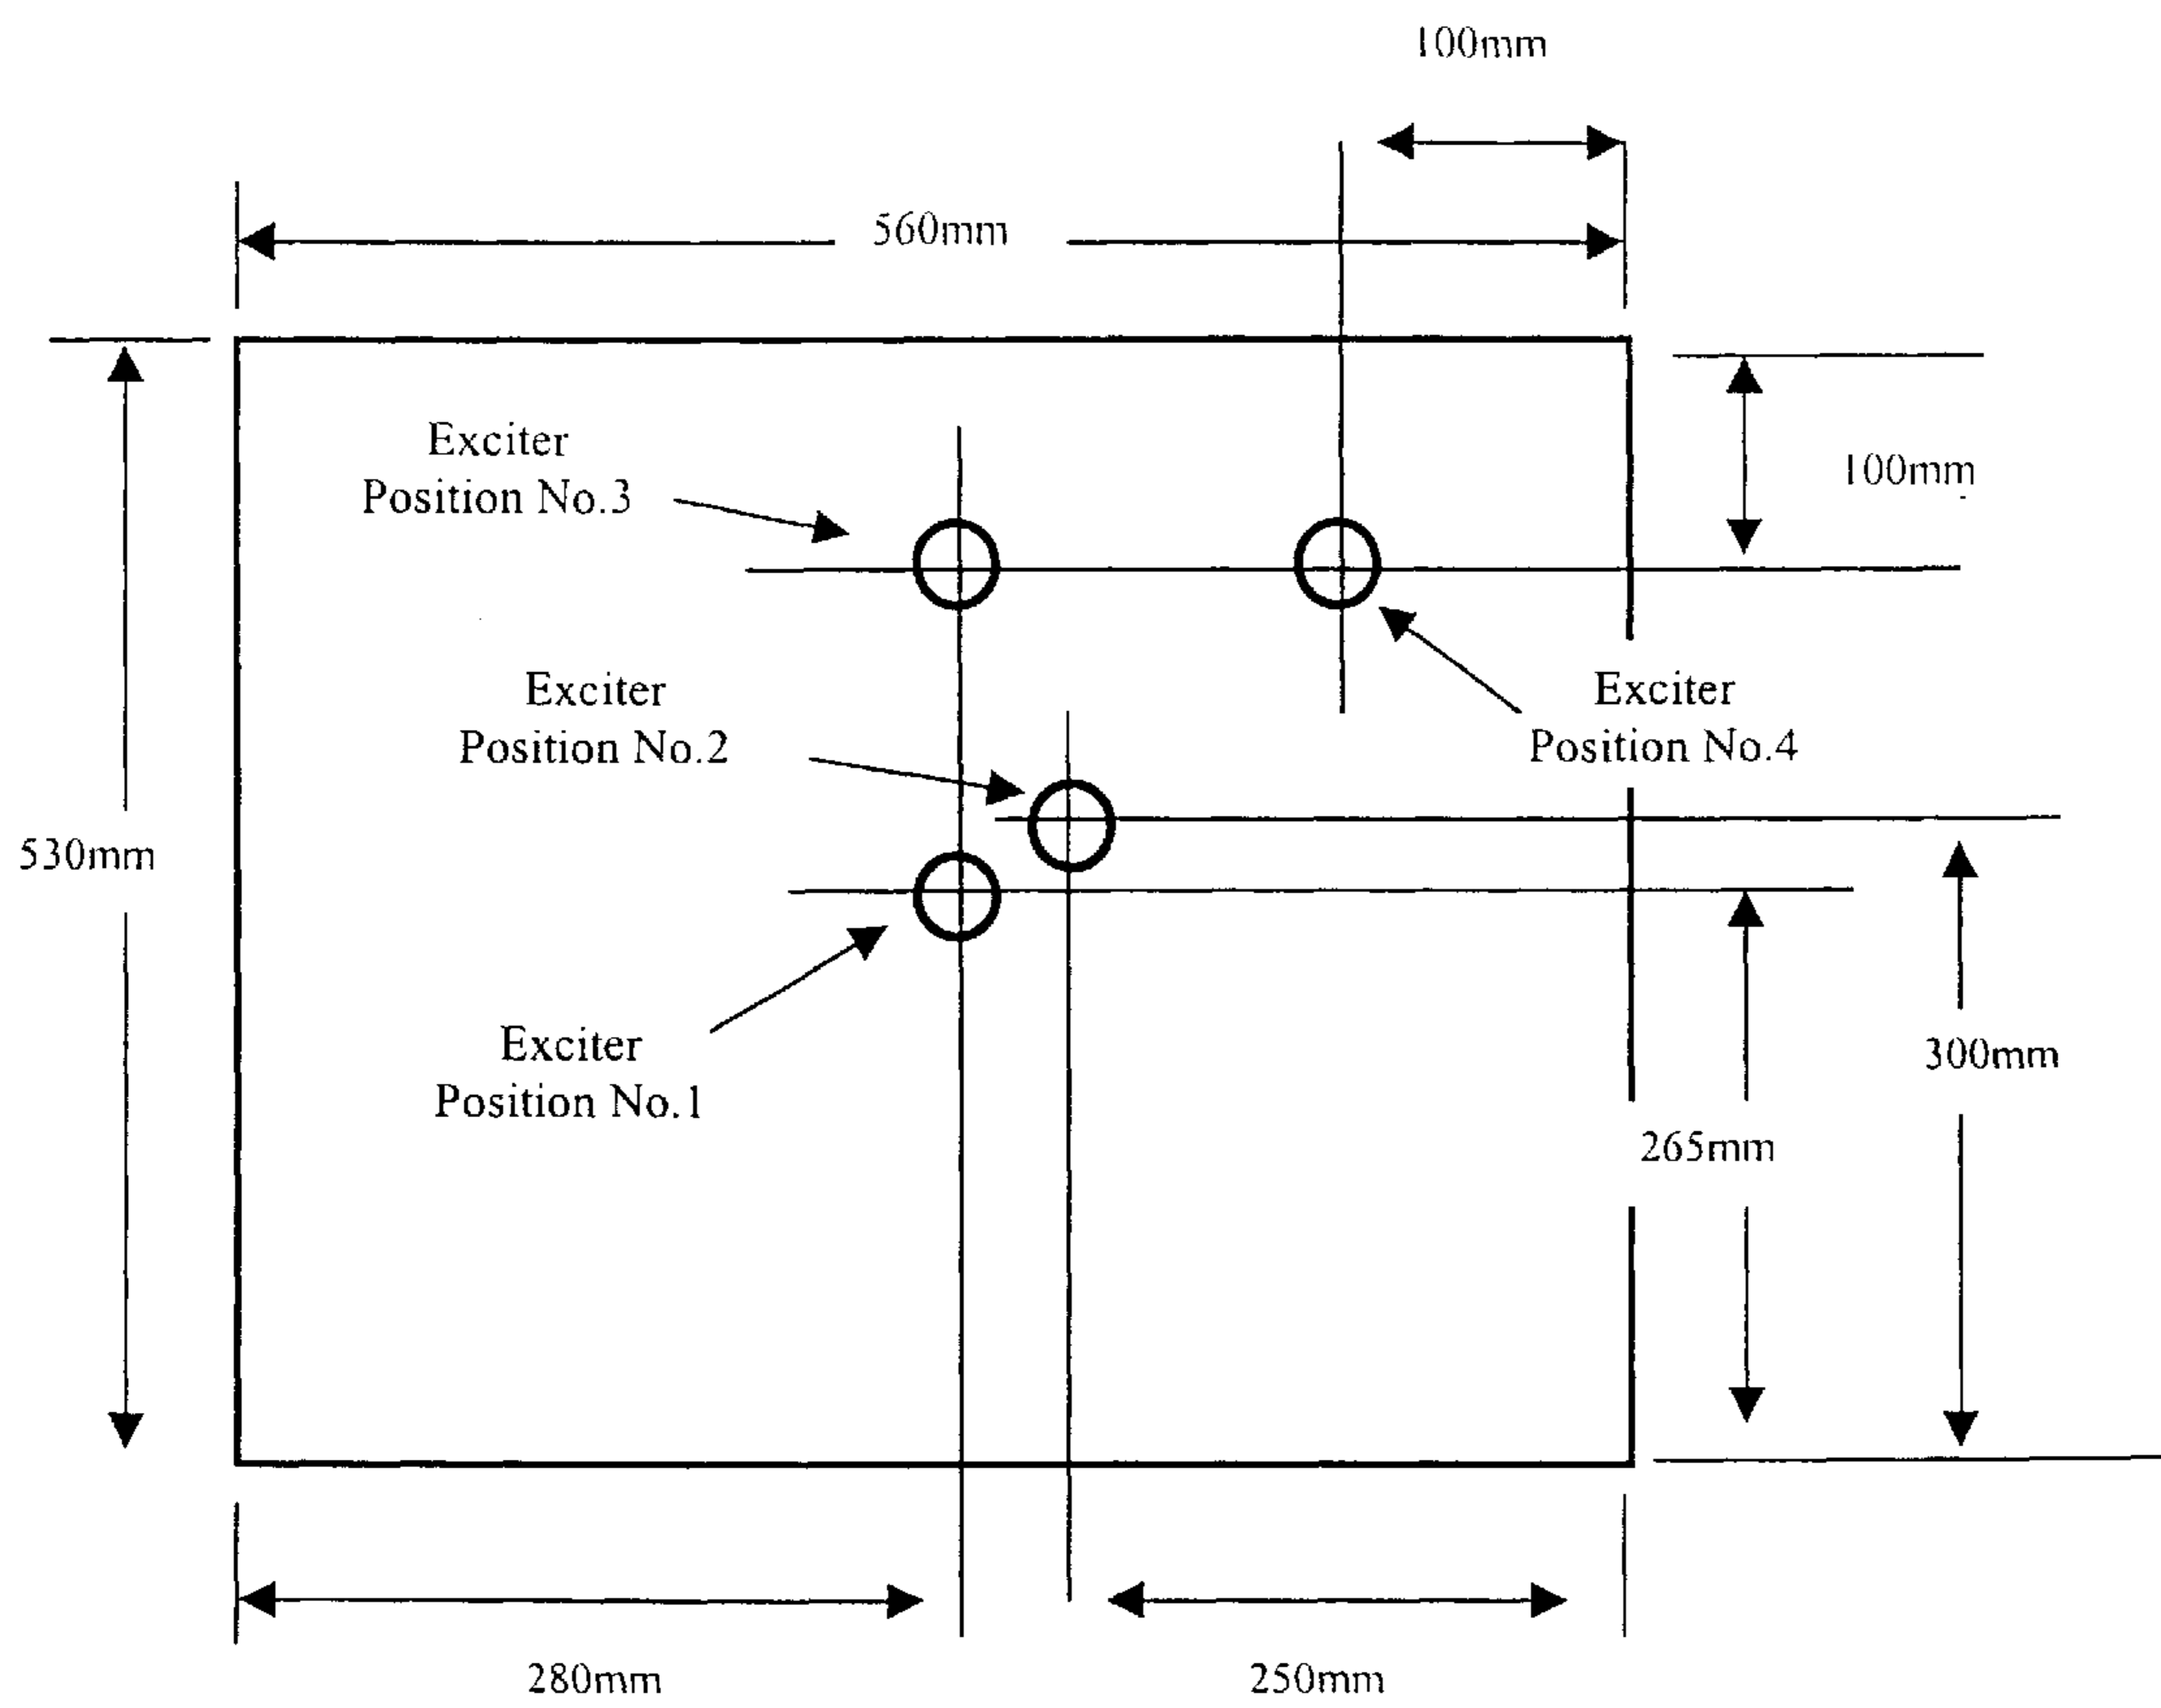 100mm
560mm
Exciter
Position No.3
100mm
Exciter
Position No.2
Exciter
Position No.4
530mm
Exciter
Position No.1
300mm
265mm
280mm
250mm